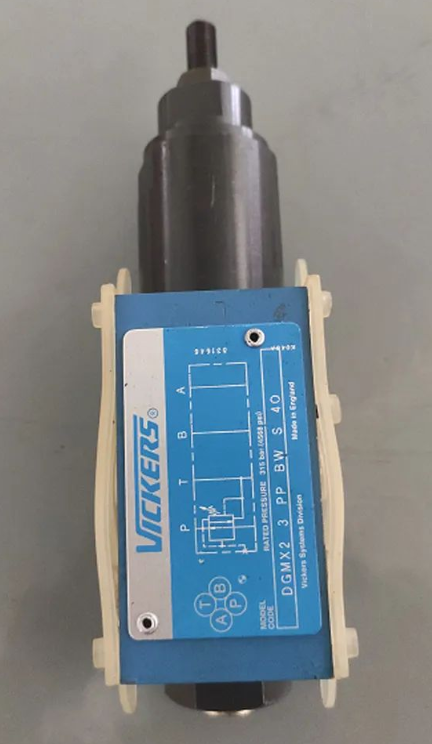 VICKERS®
P T B A
331646
T B
A P
RATED PRESSURE 315 bar (4568 psi)
MODEL CODE
DGMX2 3 PP BW S 40
Vickers Systems Division
Made in England